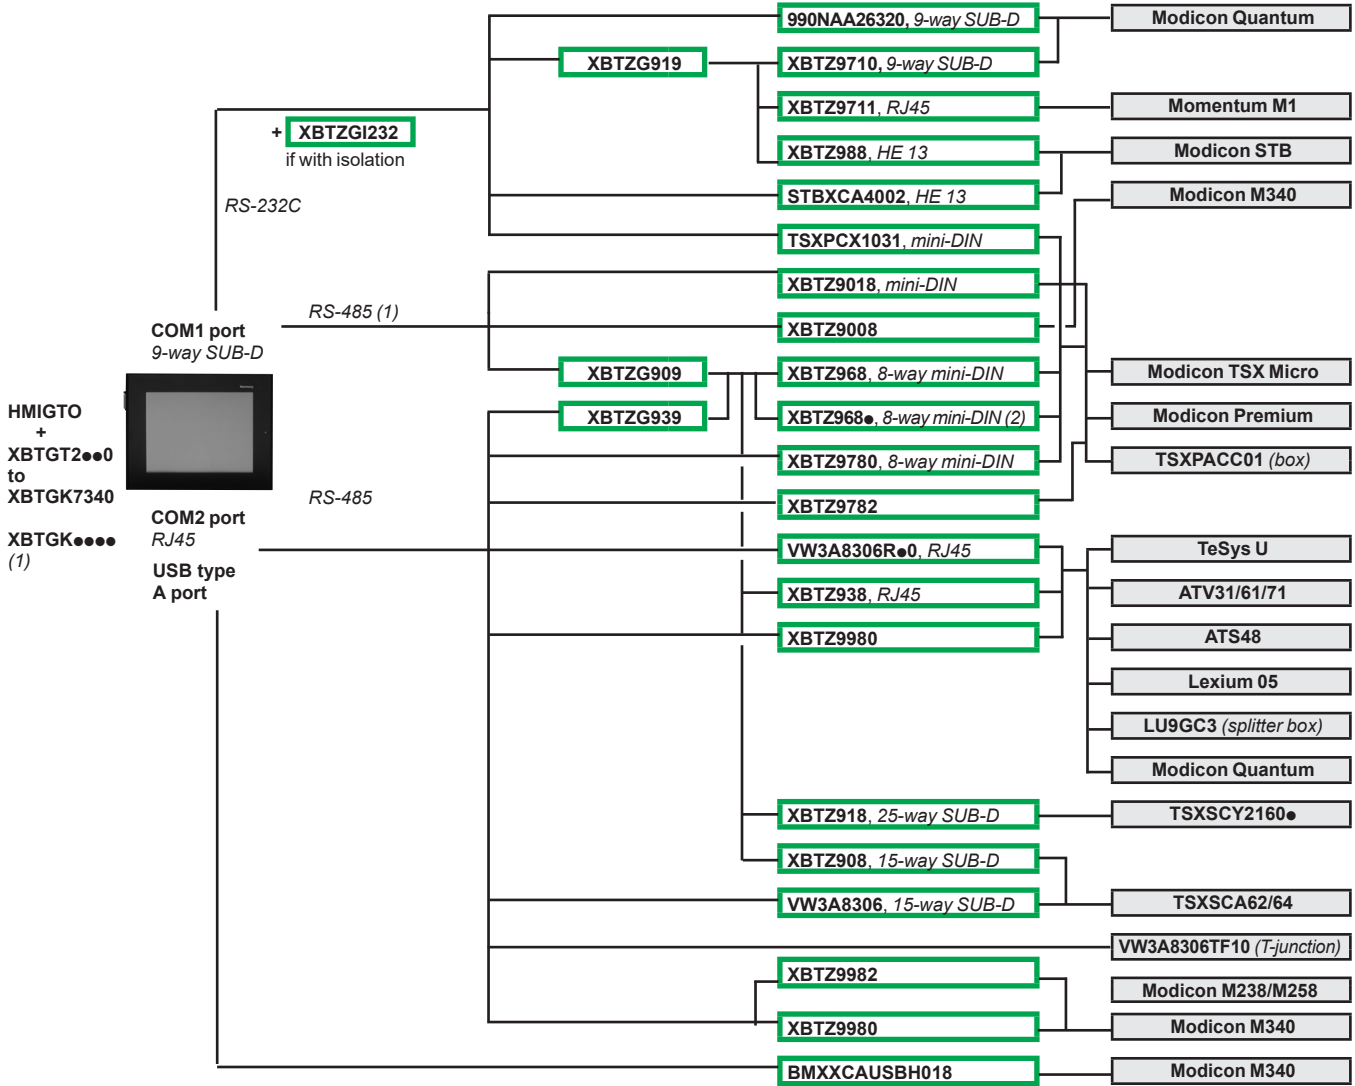 990NAA26320, 9-way SUB-D
Modicon Quantum
XBTZG919
XBTZ9710, 9-way SUB-D
XBTZ9711, RJ45
Momentum M1
+ XBTZGI232
if with isolation
XBTZ988, HE 13
Modicon STB
RS-232C
STBXCA4002, HE 13
Modicon M340
TSXPCX1031, mini-DIN
XBTZ9018, mini-DIN
RS-485 (1)
COM1 port
9-way SUB-D
XBTZ9008
XBTZG909
XBTZ968, 8-way mini-DIN
Modicon TSX Micro
XBTZG939
XBTZ968●, 8-way mini-DIN (2)
Modicon Premium
HMIGTO
+
XBTGT2●●0
to
XBTGK7340
XBTGK●●●●
(1)
XBTZ9780, 8-way mini-DIN
TSXPACC01 (box)
RS-485
XBTZ9782
COM2 port
RJ45
USB type
A port
VW3A8306R●0, RJ45
TeSys U
XBTZ938, RJ45
ATV31/61/71
XBTZ9980
ATS48
Lexium 05
LU9GC3 (splitter box)
Modicon Quantum
XBTZ918, 25-way SUB-D
TSXSCY2160●
XBTZ908, 15-way SUB-D
VW3A8306, 15-way SUB-D
TSXSCA62/64
VW3A8306TF10 (T-junction)
XBTZ9982
Modicon M238/M258
XBTZ9980
Modicon M340
BMXXCAUSBH018
Modicon M340